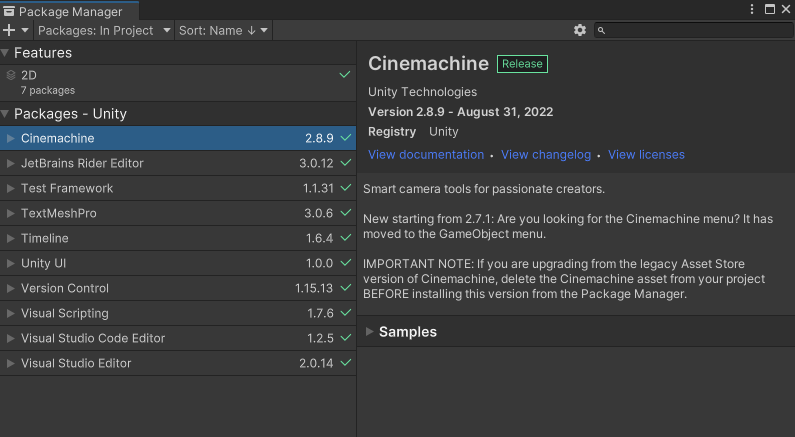 Package Manager
Packages: In Project Sort: Name ↓
Features
2D
7 packages
Packages - Unity
Cinemachine 2.8.9
JetBrains Rider Editor 3.0.12
Test Framework 1.1.31
TextMeshPro 3.0.6
Timeline 1.6.4
Unity UI 1.0.0
Version Control 1.15.13
Visual Scripting 1.7.6
Visual Studio Code Editor 1.2.5
Visual Studio Editor 2.0.14
Cinemachine Release
Unity Technologies
Version 2.8.9 - August 31, 2022
Registry Unity
View documentation • View changelog • View licenses
Smart camera tools for passionate creators.
New starting from 2.7.1: Are you looking for the Cinemachine menu? It has
moved to the GameObject menu.
IMPORTANT NOTE: If you are upgrading from the legacy Asset Store
version of Cinemachine, delete the Cinemachine asset from your project
BEFORE installing this version from the Package Manager.
Samples